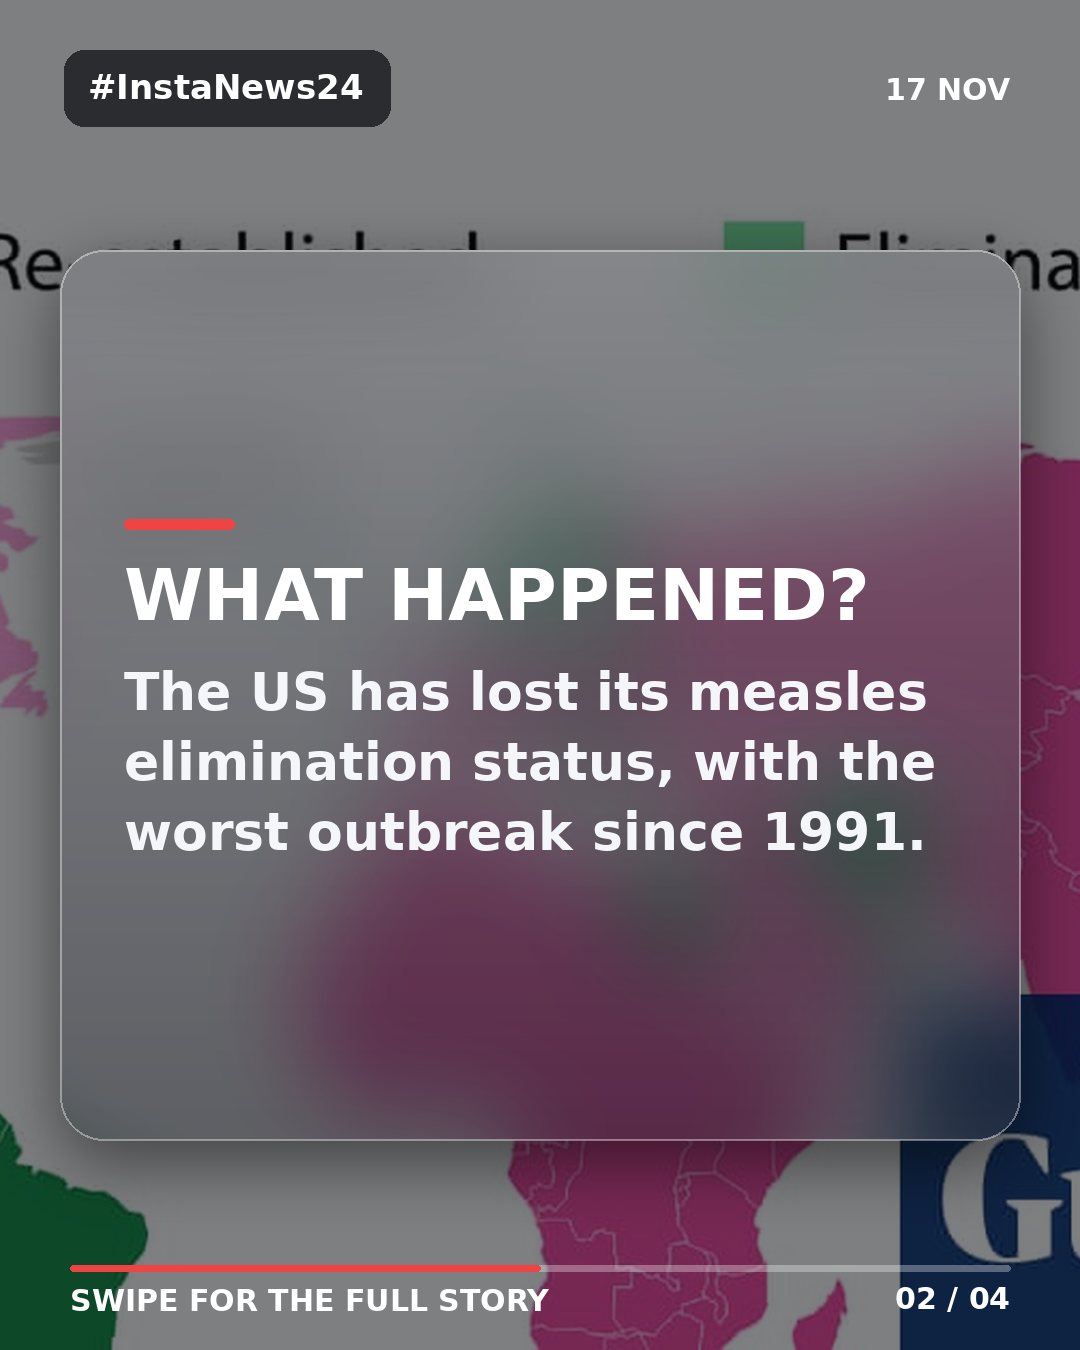 #InstaNews24
17 NOV
WHAT HAPPENED?
The US has lost its measles
elimination status, with the
worst outbreak since 1991.
SWIPE FOR THE FULL STORY
02 / 04